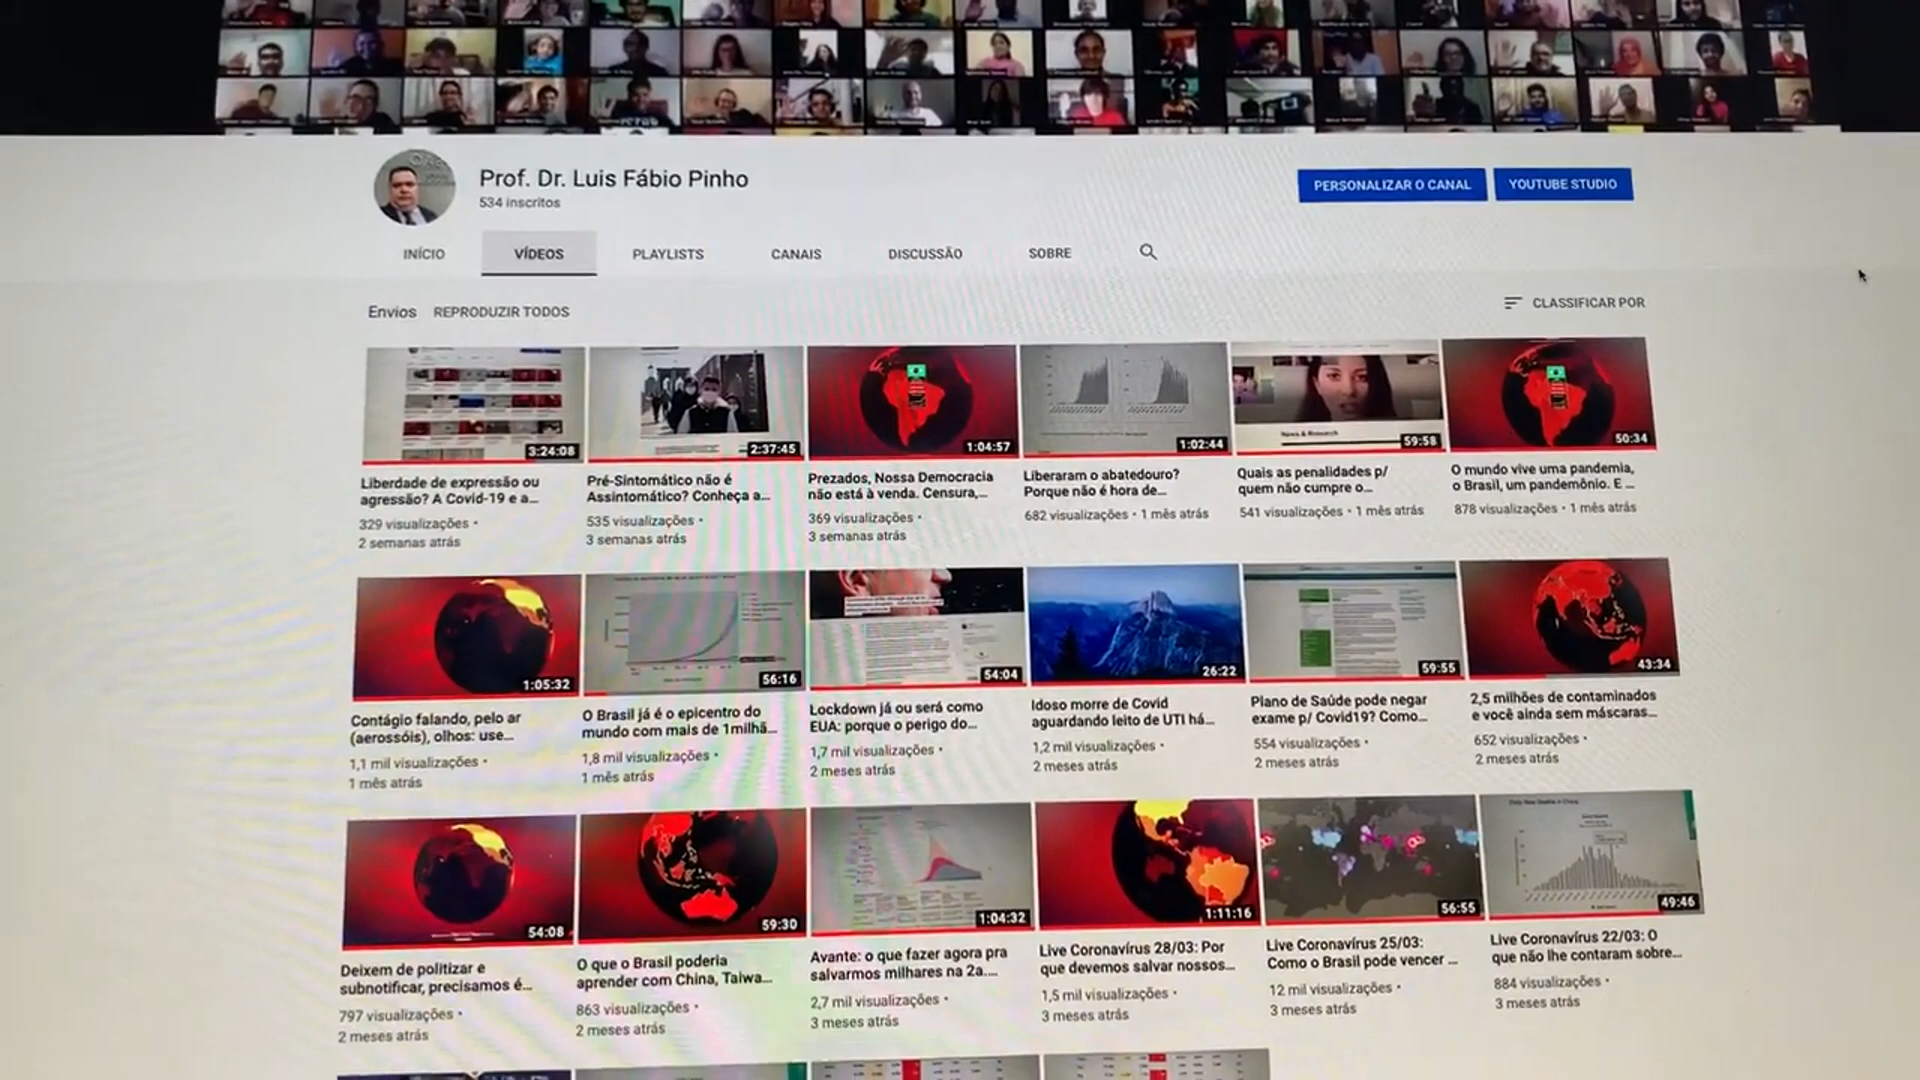 Prof. Dr. Luis Fábio Pinho
534 inscritos
PERSONALIZAR O CANAL
YOUTUBE STUDIO
INÍCIO
VÍDEOS
PLAYLISTS
CANAIS
DISCUSSÃO
SOBRE
Envios
REPRODUZIR TODOS
CLASSIFICAR POR
3:24:08
Liberdade de expressão ou
agressão? A Covid-19 e a...
329 visualizações •
2 semanas atrás
2:37:45
Pré-Sintomático não é
Assintomático? Conheça a...
535 visualizações •
3 semanas atrás
1:04:57
Prezados, Nossa Democracia
não está à venda. Censura,...
369 visualizações •
3 semanas atrás
1:02:44
Liberaram o abatedouro?
Porque não é hora de...
682 visualizações • 1 mês atrás
News & Research
59:58
Quais as penalidades p/
quem não cumpre o...
541 visualizações • 1 mês atrás
50:34
O mundo vive uma pandemia,
o Brasil, um pandemônio. E ...
878 visualizações • 1 mês atrás
1:05:32
Contágio falando, pelo ar
(aerossóis), olhos: use...
1,1 mil visualizações •
1 mês atrás
56:16
O Brasil já é o epicentro do
mundo com mais de 1milhã...
1,8 mil visualizações •
1 mês atrás
54:04
Lockdown já ou será como
EUA: porque o perigo do...
1,7 mil visualizações •
2 meses atrás
26:22
Idoso morre de Covid
aguardando leito de UTI há...
1,2 mil visualizações •
2 meses atrás
59:55
Plano de Saúde pode negar
exame p/ Covid19? Como...
554 visualizações •
2 meses atrás
43:34
2,5 milhões de contaminados
e você ainda sem máscaras...
652 visualizações •
2 meses atrás
54:08
Deixem de politizar e
subnotificar, precisamos é...
797 visualizações •
2 meses atrás
59:30
O que o Brasil poderia
aprender com China, Taiwa...
863 visualizações •
2 meses atrás
1:04:32
Avante: o que fazer agora pra
salvarmos milhares na 2a....
2,7 mil visualizações •
3 meses atrás
1:11:16
Live Coronavírus 28/03: Por
que devemos salvar nossos...
1,5 mil visualizações •
3 meses atrás
56:55
Live Coronavírus 25/03:
Como o Brasil pode vencer ...
12 mil visualizações •
3 meses atrás
49:46
Live Coronavírus 22/03: O
que não lhe contaram sobre...
884 visualizações •
3 meses atrás